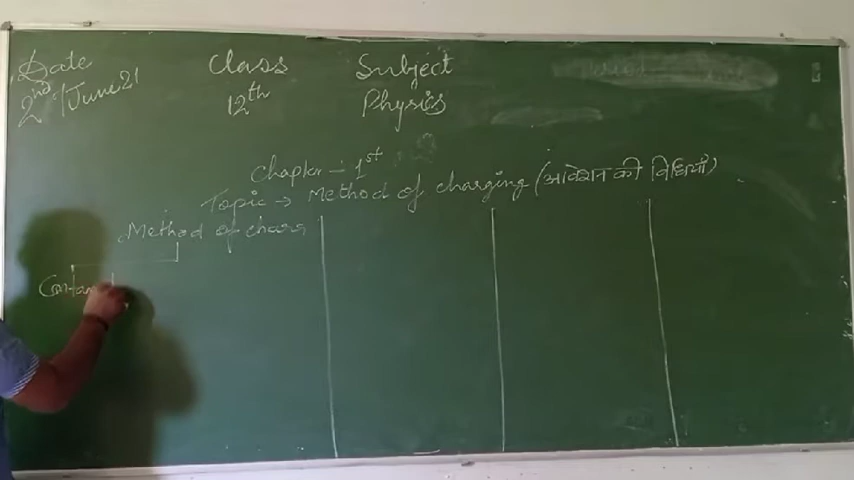 Date Class Subject
2nd/June 21 12th Physics
Chapter - 1st
Topic → Method of charging (आवेशन की विधियाँ)
Method of charg